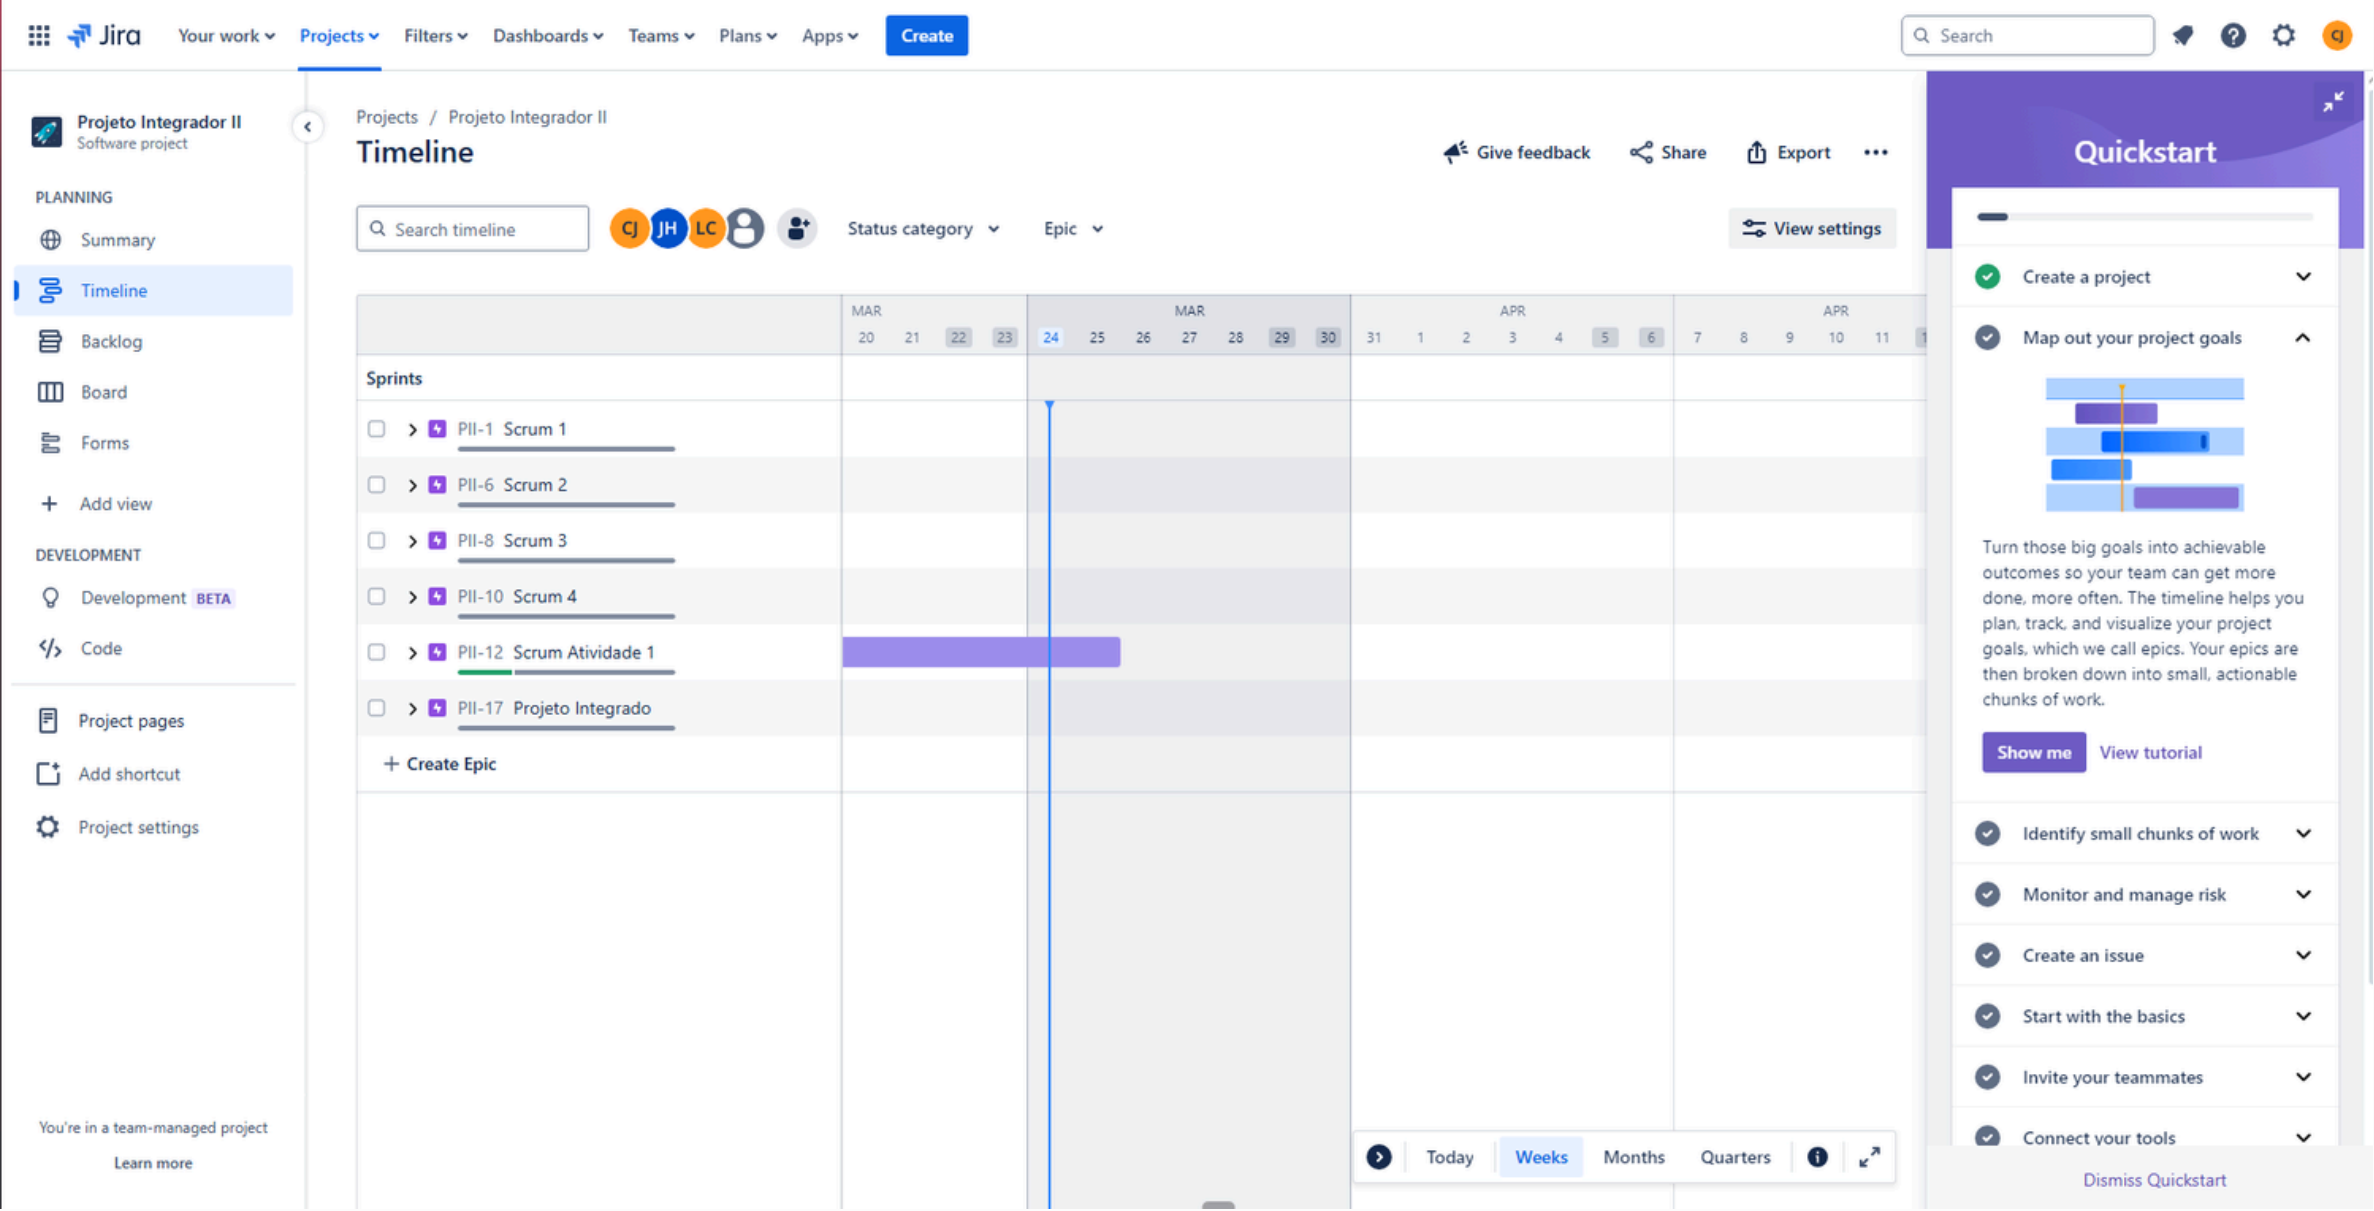 Jira Your work Projects Filters Dashboards Teams Plans Apps Create Search CJ
Projeto Integrador II
Software project
PLANNING
Summary
Timeline
Backlog
Board
Forms
Add view
DEVELOPMENT
Development BETA
Code
Project pages
Add shortcut
Project settings
You're in a team-managed project
Learn more
Projects / Projeto Integrador II
Timeline
Give feedback Share Export
Search timeline CJ JH LC Status category Epic View settings
MAR MAR APR APR
20 21 22 23 24 25 26 27 28 29 30 31 1 2 3 4 5 6 7 8 9 10 11
Sprints
PII-1 Scrum 1
PII-6 Scrum 2
PII-8 Scrum 3
PII-10 Scrum 4
PII-12 Scrum Atividade 1
PII-17 Projeto Integrado
+ Create Epic
Today Weeks Months Quarters
Quickstart
Create a project
Map out your project goals
Turn those big goals into achievable
outcomes so your team can get more
done, more often. The timeline helps you
plan, track, and visualize your project
goals, which we call epics. Your epics are
then broken down into small, actionable
chunks of work.
Show me View tutorial
Identify small chunks of work
Monitor and manage risk
Create an issue
Start with the basics
Invite your teammates
Connect your tools
Dismiss Quickstart